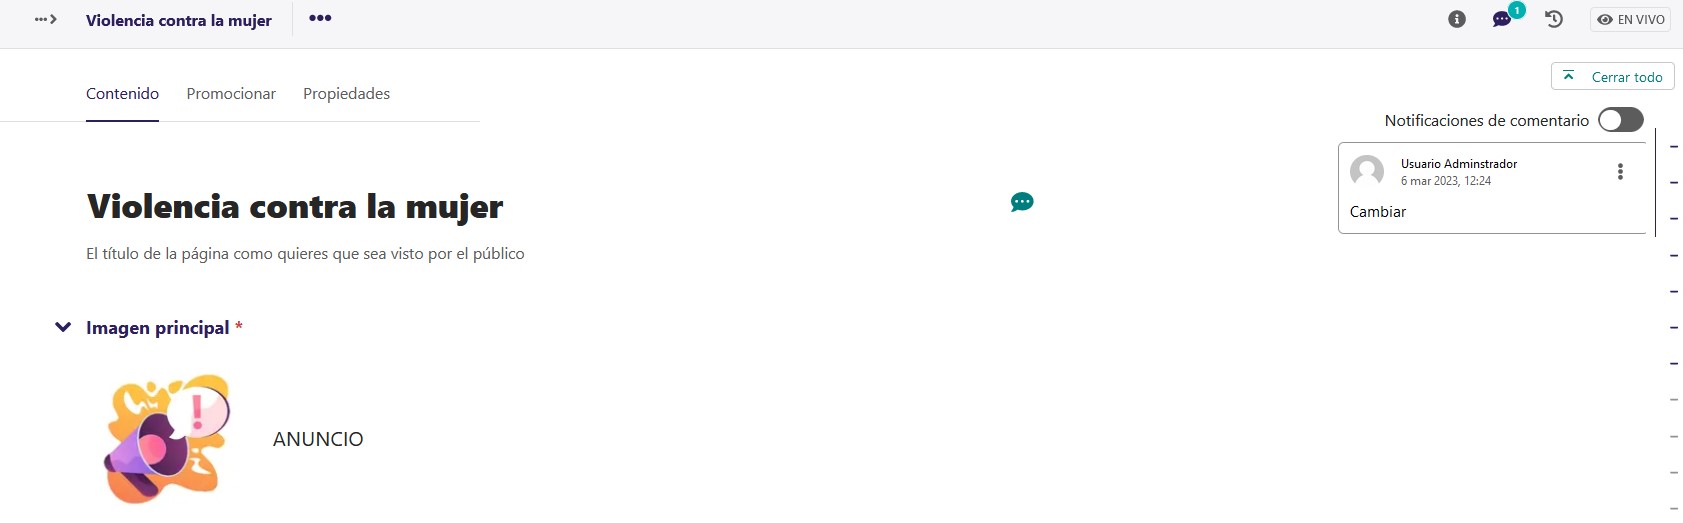 Violencia contra la mujer
1
EN VIVO
Cerrar todo
Contenido Promocionar Propiedades
Notificaciones de comentario
Usuario Adminstrador
6 mar 2023, 12:24
Cambiar
Violencia contra la mujer
El título de la página como quieres que sea visto por el público
Imagen principal *
!
ANUNCIO